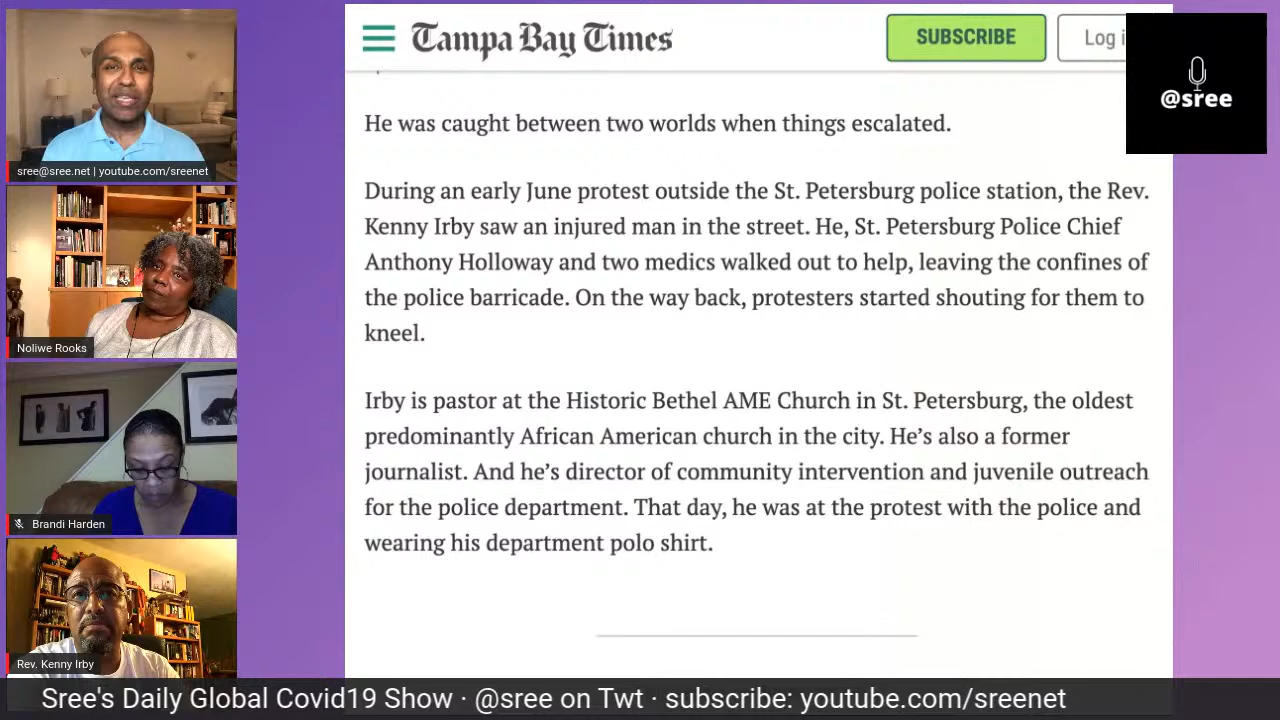 sree@sree.net | youtube.com/sreenet
Noliwe Rooks
Brandi Harden
Rev. Kenny Irby
Tampa Bay Times
SUBSCRIBE
Log i
@sree
He was caught between two worlds when things escalated.
During an early June protest outside the St. Petersburg police station, the Rev.
Kenny Irby saw an injured man in the street. He, St. Petersburg Police Chief
Anthony Holloway and two medics walked out to help, leaving the confines of
the police barricade. On the way back, protesters started shouting for them to
kneel.
Irby is pastor at the Historic Bethel AME Church in St. Petersburg, the oldest
predominantly African American church in the city. He’s also a former
journalist. And he’s director of community intervention and juvenile outreach
for the police department. That day, he was at the protest with the police and
wearing his department polo shirt.
Sree's Daily Global Covid19 Show · @sree on Twt · subscribe: youtube.com/sreenet